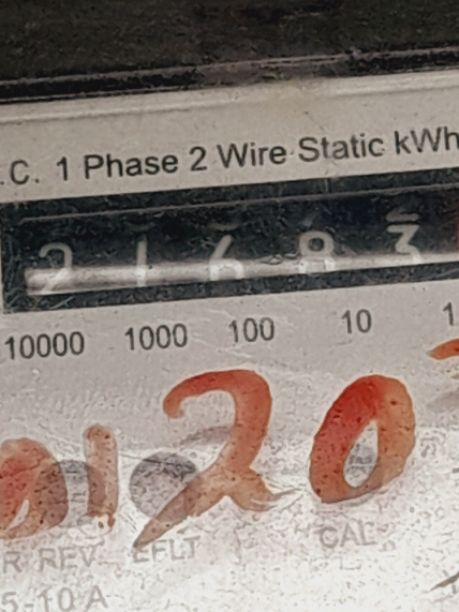 .C. 1 Phase 2 Wire Static kWh
2 1 6 8 3
10000 1000 100 10 1
20
R REV EFLT CAL
5-10 A